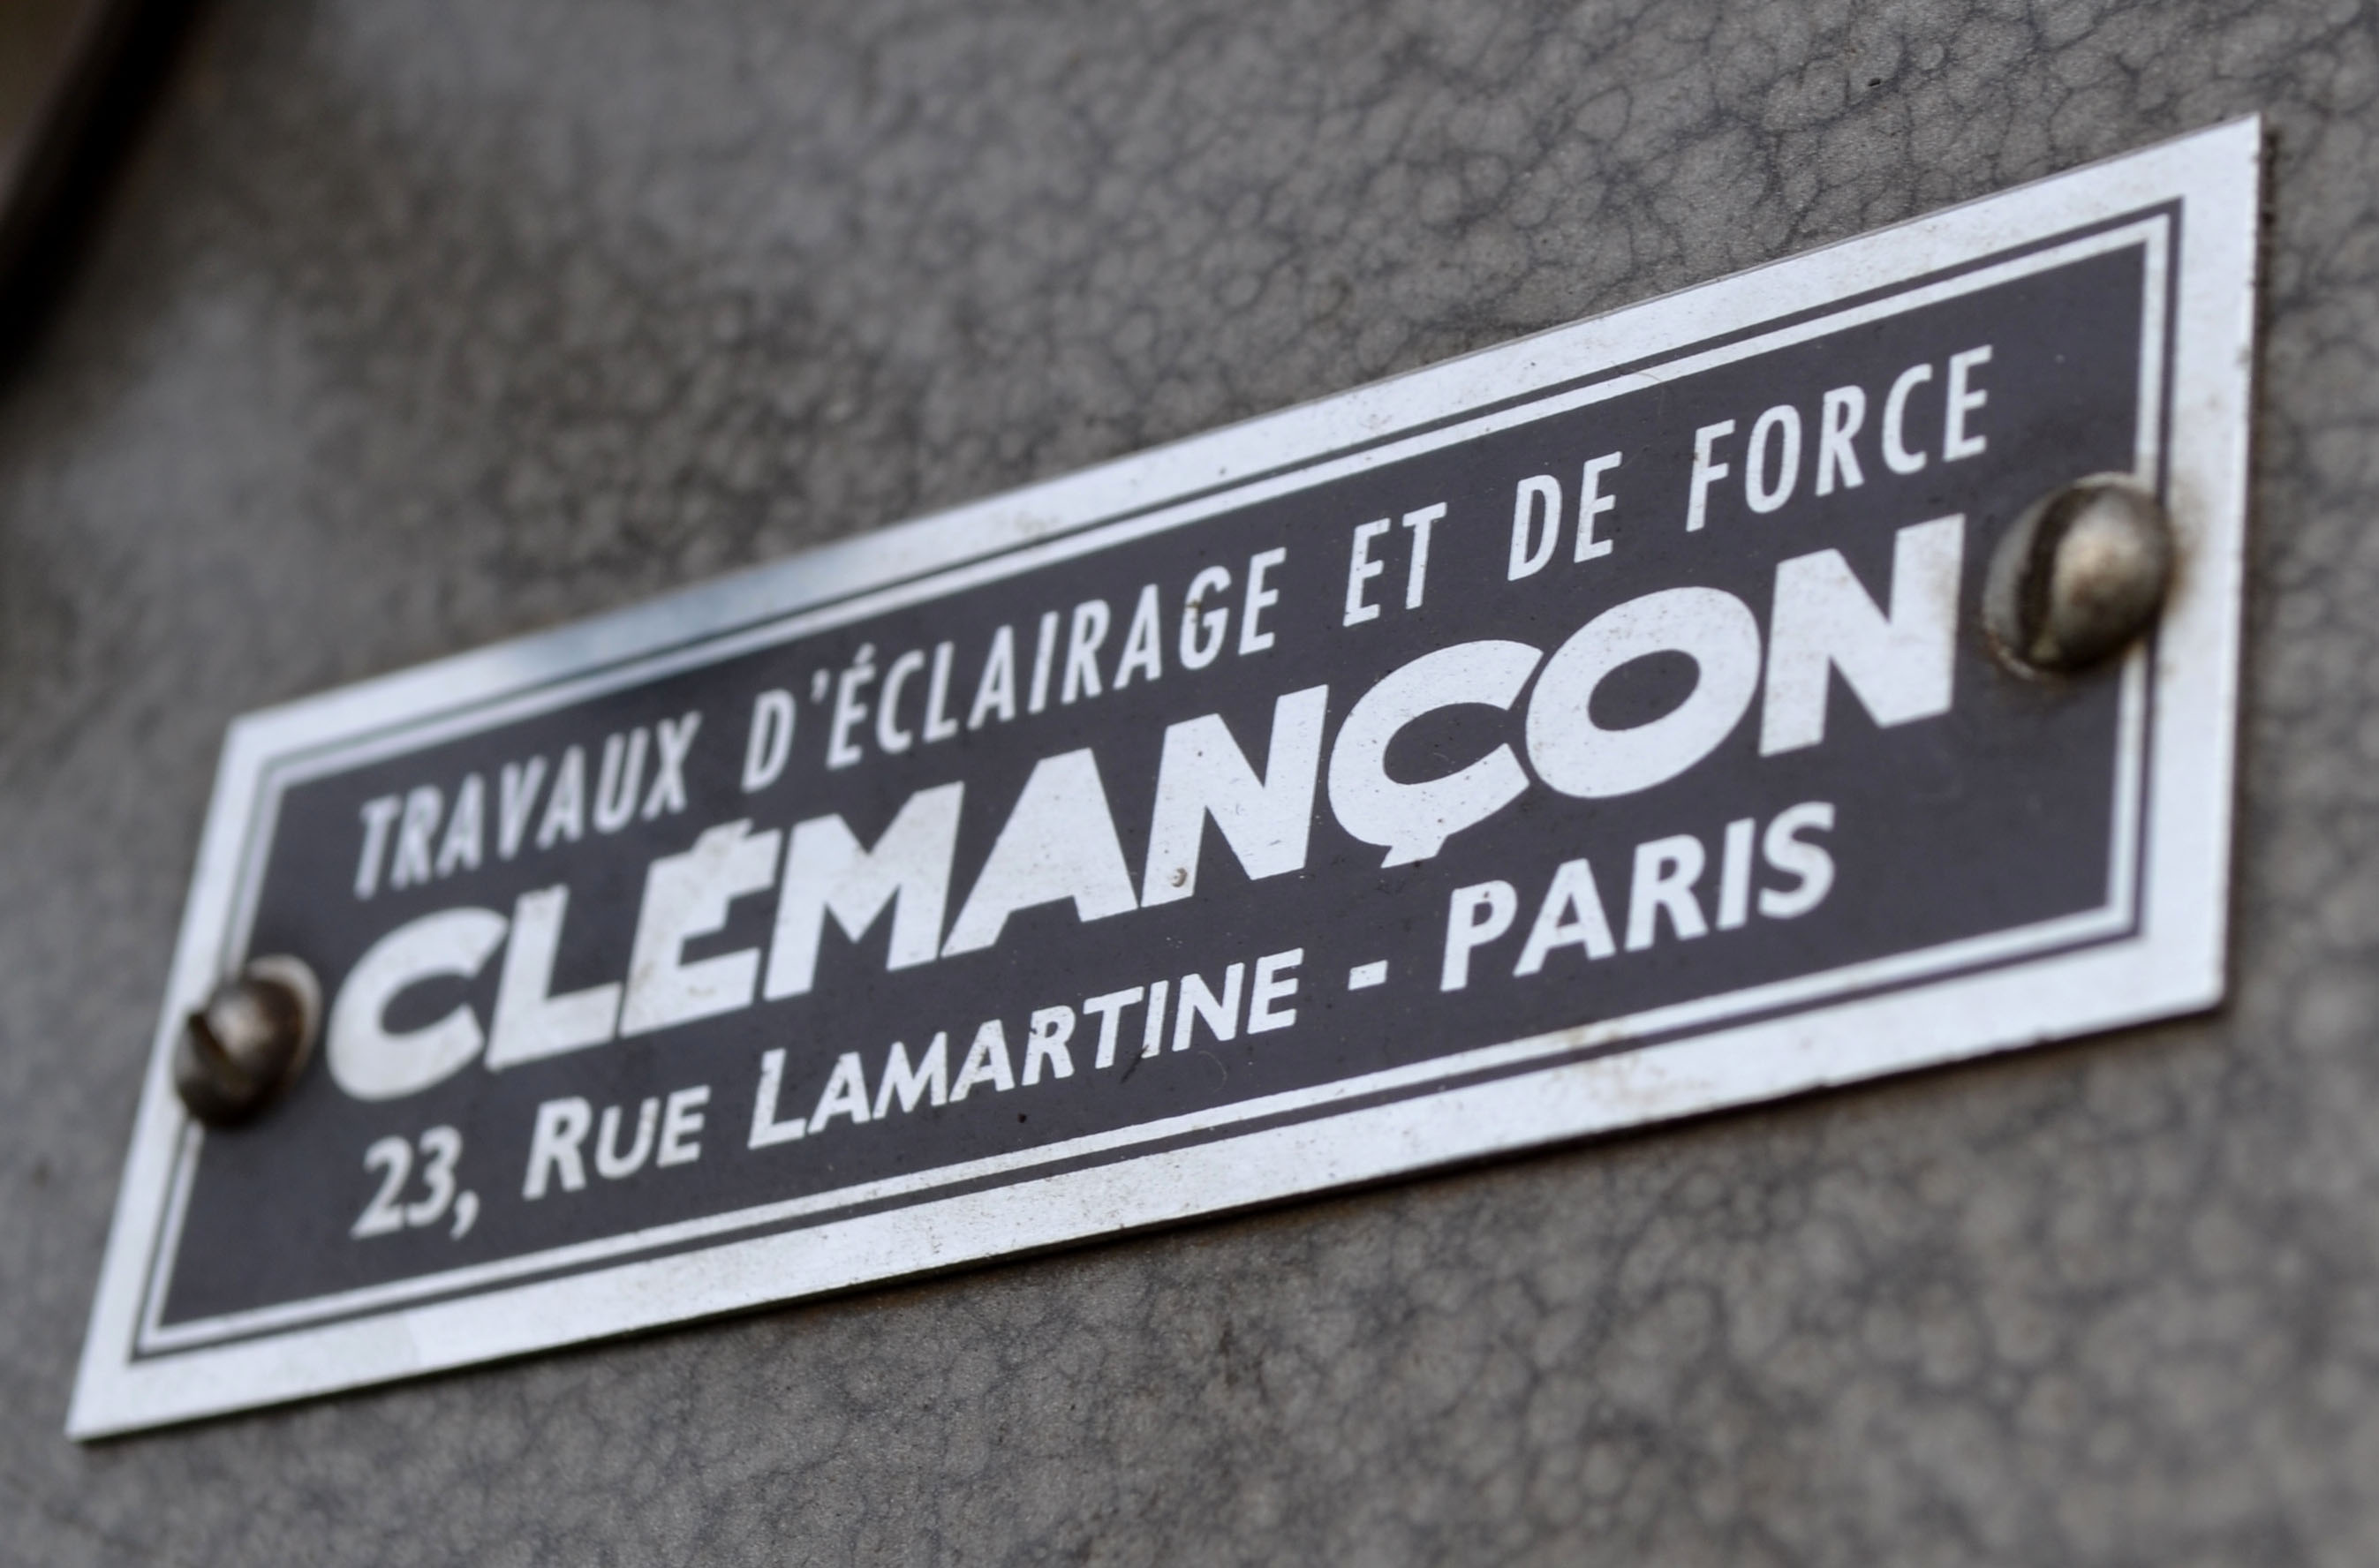 TRAVAUX D'ÉCLAIRAGE ET DE FORCE
CLÉMANÇON
23, RUE LAMARTINE - PARIS